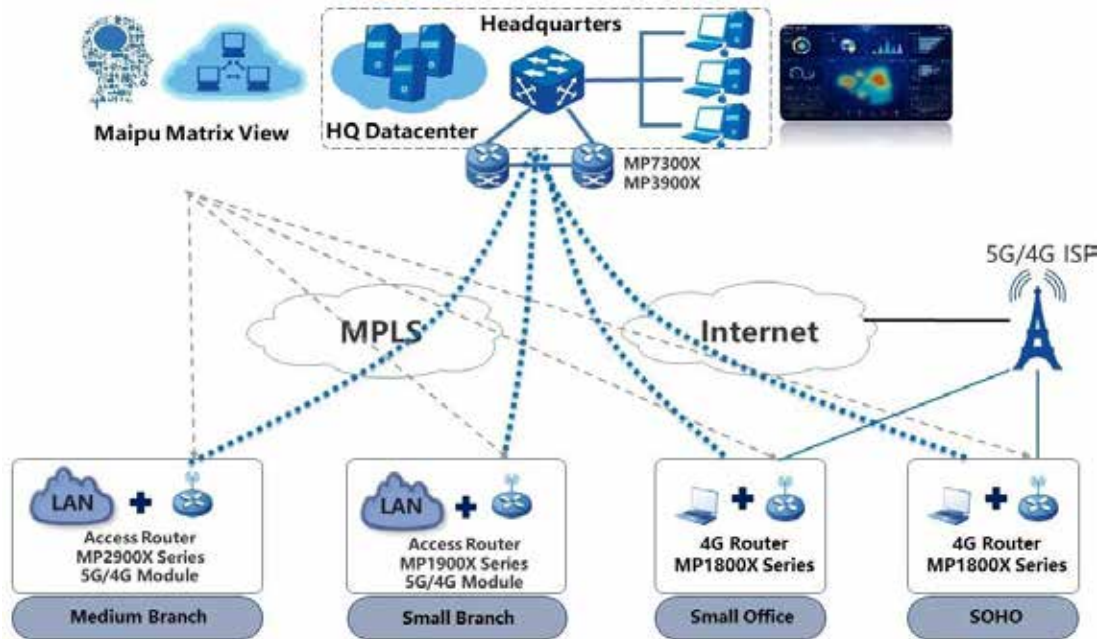 Headquarters
Maipu Matrix View
HQ Datacenter
MP7300X
MP3900X
5G/4G ISP
MPLS
Internet
LAN
Access Router
MP2900X Series
5G/4G Module
Medium Branch
LAN
Access Router
MP1900X Series
5G/4G Module
Small Branch
4G Router
MP1800X Series
Small Office
4G Router
MP1800X Series
SOHO